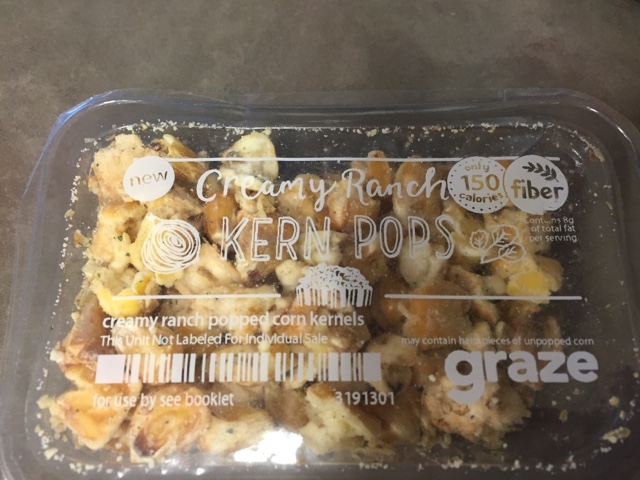 new
Creamy Ranch
KERN POPS
only
150
calories
fiber
Contains 8g
of total fat
per serving
creamy ranch popped corn kernels
This Unit Not Labeled For Individual Sale
may contain hard pieces of unpopped corn
graze
for use by see booklet 3191301